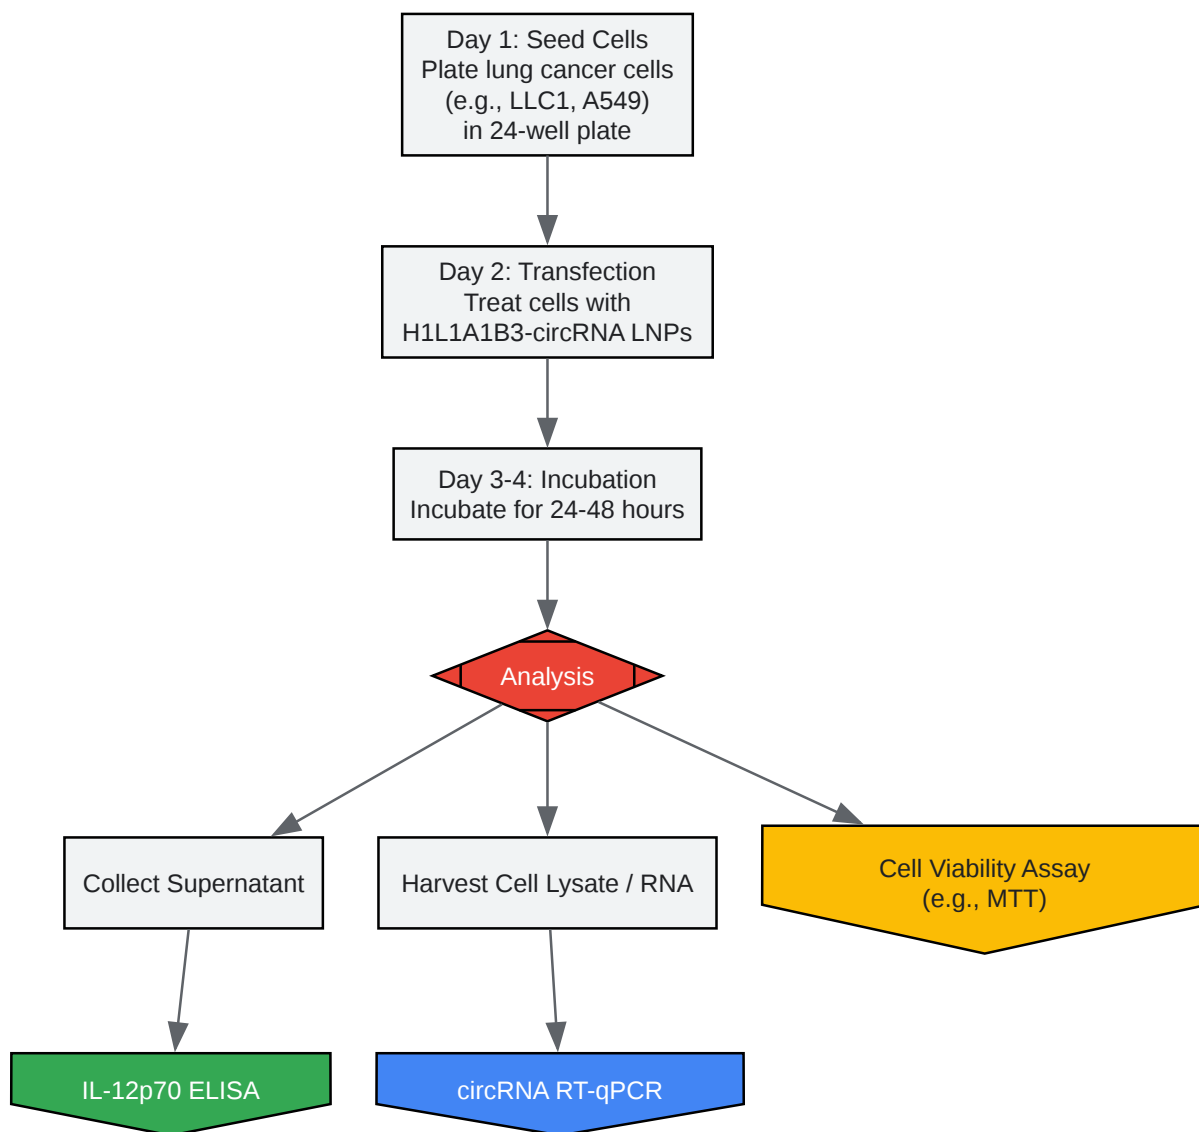 Day 1: Seed Cells
Plate lung cancer cells
(e.g., LLC1, A549)
in 24-well plate
Day 2: Transfection
Treat cells with
H1L1A1B3-circRNA LNPs
Day 3-4: Incubation
Incubate for 24-48 hours
Analysis
Collect Supernatant
Harvest Cell Lysate / RNA
Cell Viability Assay
(e.g., MTT)
IL-12p70 ELISA
circRNA RT-qPCR